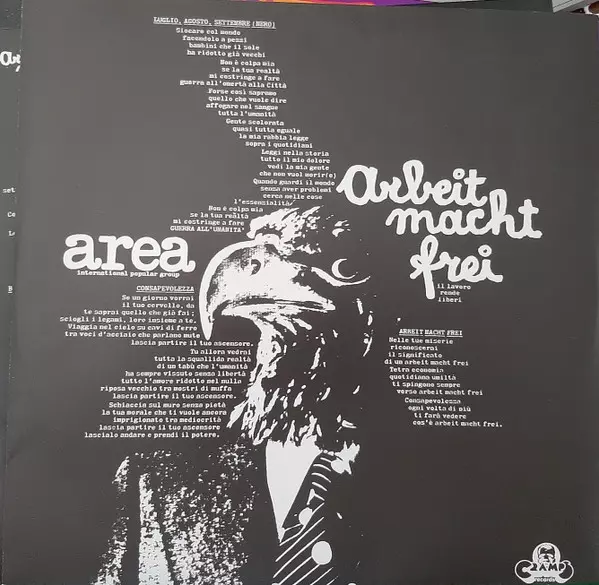 LUGLIO, AGOSTO, SETTEMBRE (NERO)
Giocare col mondo
facendolo a pezzi
bambini che il sole
ha ridotto già vecchi
Non è colpa mia
se la tua realtà
mi costringe a fare
guerra all'omertà alla Città
Forse così sapremo
quello che vuole dire
affogare nel sangue
tutta l'umanità
Gente scolorata
quasi tutta eguale
la mia rabbia legge
sopra i quotidiani
Leggi nella storia
tutto il mio dolore
vedi la mia gente
che non vuol morir(e)
Quando guardi il mondo
senza aver problemi
cerca nelle cose
l'essenzialità
Non è colpa mia
se la tua realtà
mi costringe a fare
GUERRA ALL'UMANITA'
arbeit
macht
frei
il lavoro
rende
liberi
area
international popular group
CONSAPEVOLEZZA
Se un giorno vorrai
il tuo cervello, da
te saprai quello che già fai;
sciogli i legami, loro insieme a te.
Viaggia nel cielo su cavi di ferro
tra voci d'acciaio che parlano muto
lascia partire il tuo ascensore.
Tu allora vedrai
tutta la squallida realtà
di un tabù che l'umanità
ha sempre vissuto senza libertà
tutto l'amore ridotto nel nulla
riposa vecchio tra mostri di muffa
lascia partire il tuo ascensore.
Schiaccia sul muro senza pietà
la tua morale che ti vuole ancora
imprigionato tra mediocrità
lascia partire il tuo ascensore
lascialo andare e prendi il potere.
ARBEIT MACHT FREI
Nelle tue miserie
riconoscerai
il significato
di un arbeit macht frei
Tetra economia
quotidiana umiltà
ti spingono sempre
verso arbeit macht frei
Consapevolezza
ogni volta di più
ti farà vedere
cos'è arbeit macht frei.
CRAMPS
records